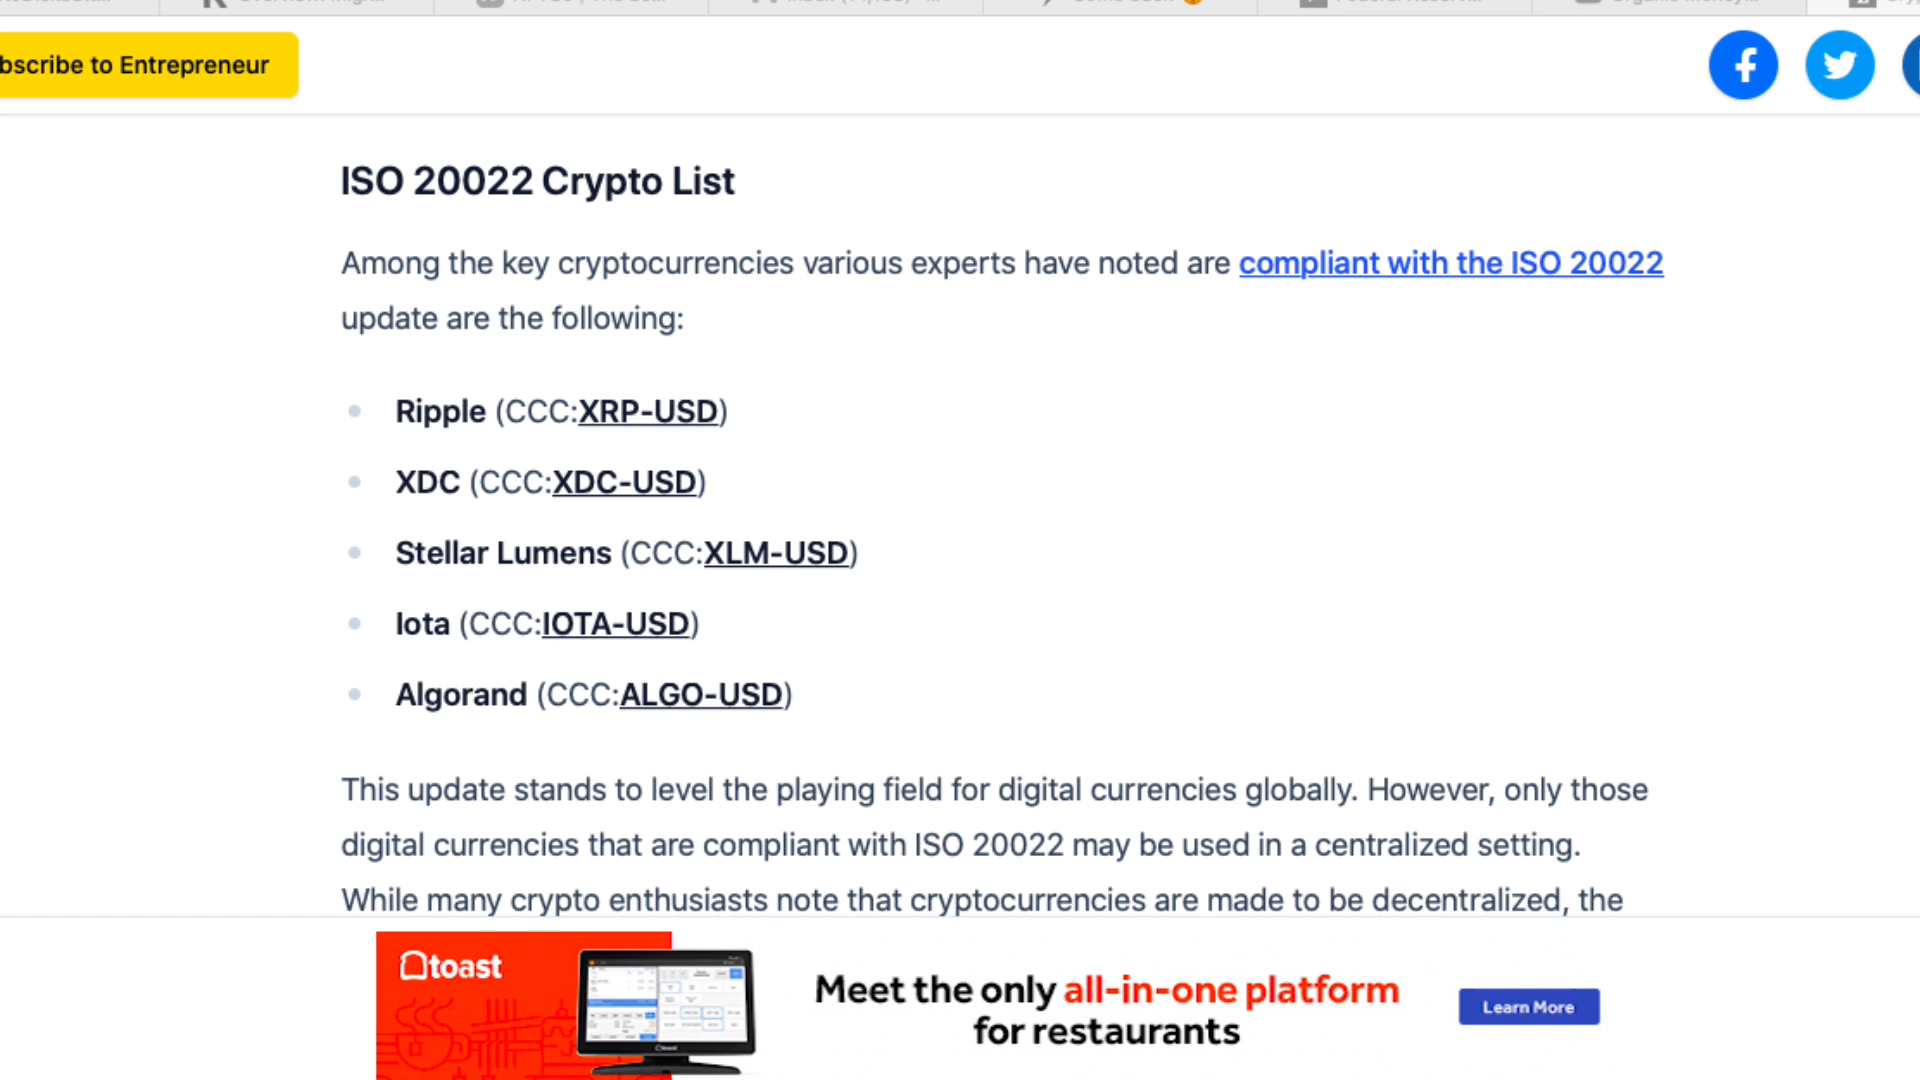 bscribe to Entrepreneur
ISO 20022 Crypto List
Among the key cryptocurrencies various experts have noted are compliant with the ISO 20022
update are the following:
Ripple (CCC:XRP-USD)
XDC (CCC:XDC-USD)
Stellar Lumens (CCC:XLM-USD)
Iota (CCC:IOTA-USD)
Algorand (CCC:ALGO-USD)
This update stands to level the playing field for digital currencies globally. However, only those
digital currencies that are compliant with ISO 20022 may be used in a centralized setting.
While many crypto enthusiasts note that cryptocurrencies are made to be decentralized, the
toast
Meet the only all-in-one platform
for restaurants
Learn More